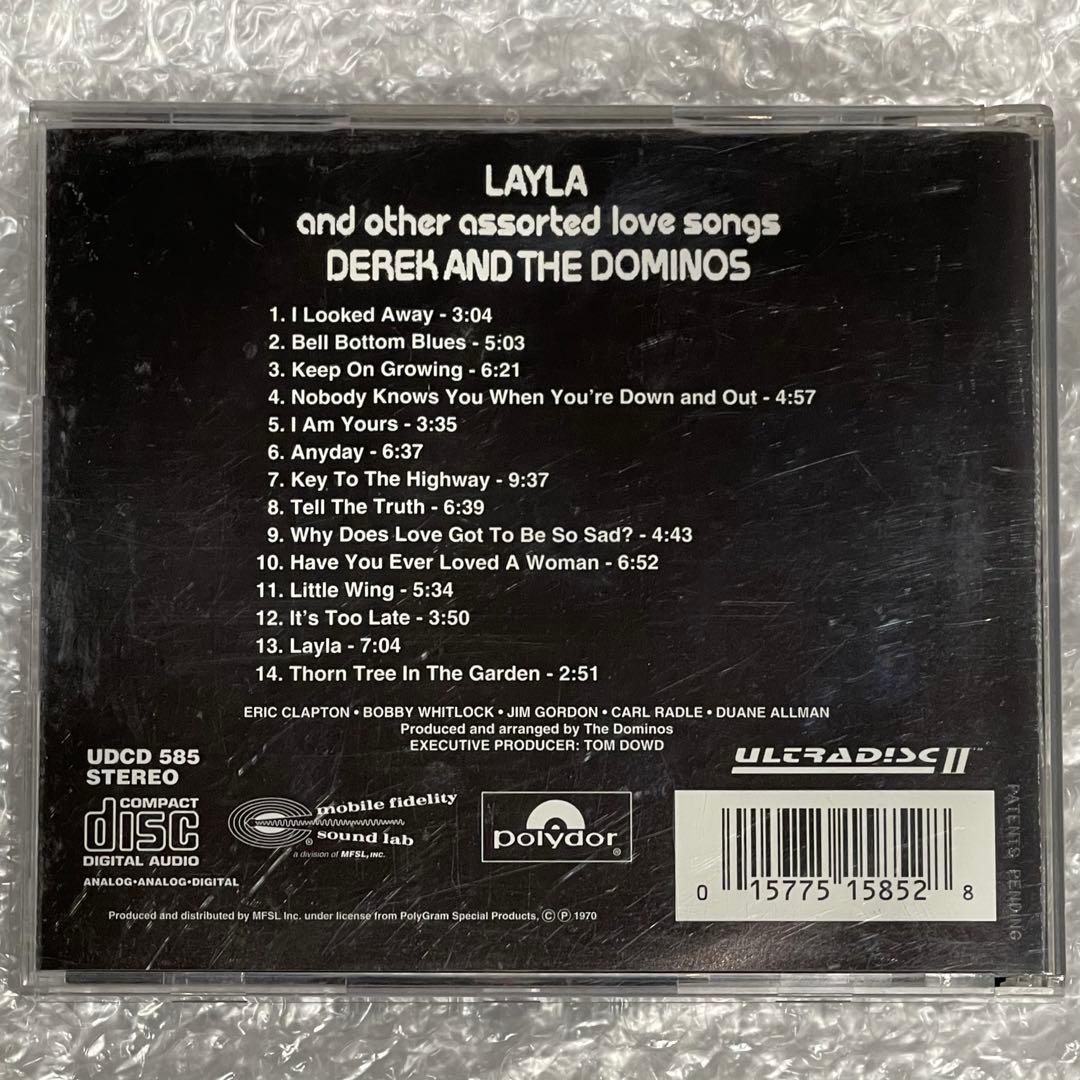 LAYLA
and other assorted love songs
DEREK AND THE DOMINOS
1. I Looked Away - 3:04
2. Bell Bottom Blues - 5:03
3. Keep On Growing - 6:21
4. Nobody Knows You When You're Down and Out - 4:57
5. I Am Yours - 3:35
6. Anyday - 6:37
7. Key To The Highway - 9:37
8. Tell The Truth - 6:39
9. Why Does Love Got To Be So Sad? - 4:43
10. Have You Ever Loved A Woman - 6:52
11. Little Wing - 5:34
12. It's Too Late - 3:50
13. Layla - 7:04
14. Thorn Tree In The Garden - 2:51
ERIC CLAPTON • BOBBY WHITLOCK • JIM GORDON • CARL RADLE • DUANE ALLMAN
Produced and arranged by The Dominos
EXECUTIVE PRODUCER: TOM DOWD
UDCD 585
STEREO
ULTRADISC II ™
COMPACT
disc
DIGITAL AUDIO
mobile fidelity
® sound lab
a division of MFSL, INC.
polydor®
ANALOG•ANALOG•DIGITAL
0 15775 15852 8
Produced and distributed by MFSL Inc. under license from PolyGram Special Products, Ⓒ Ⓟ 1970
PATENTS PENDING